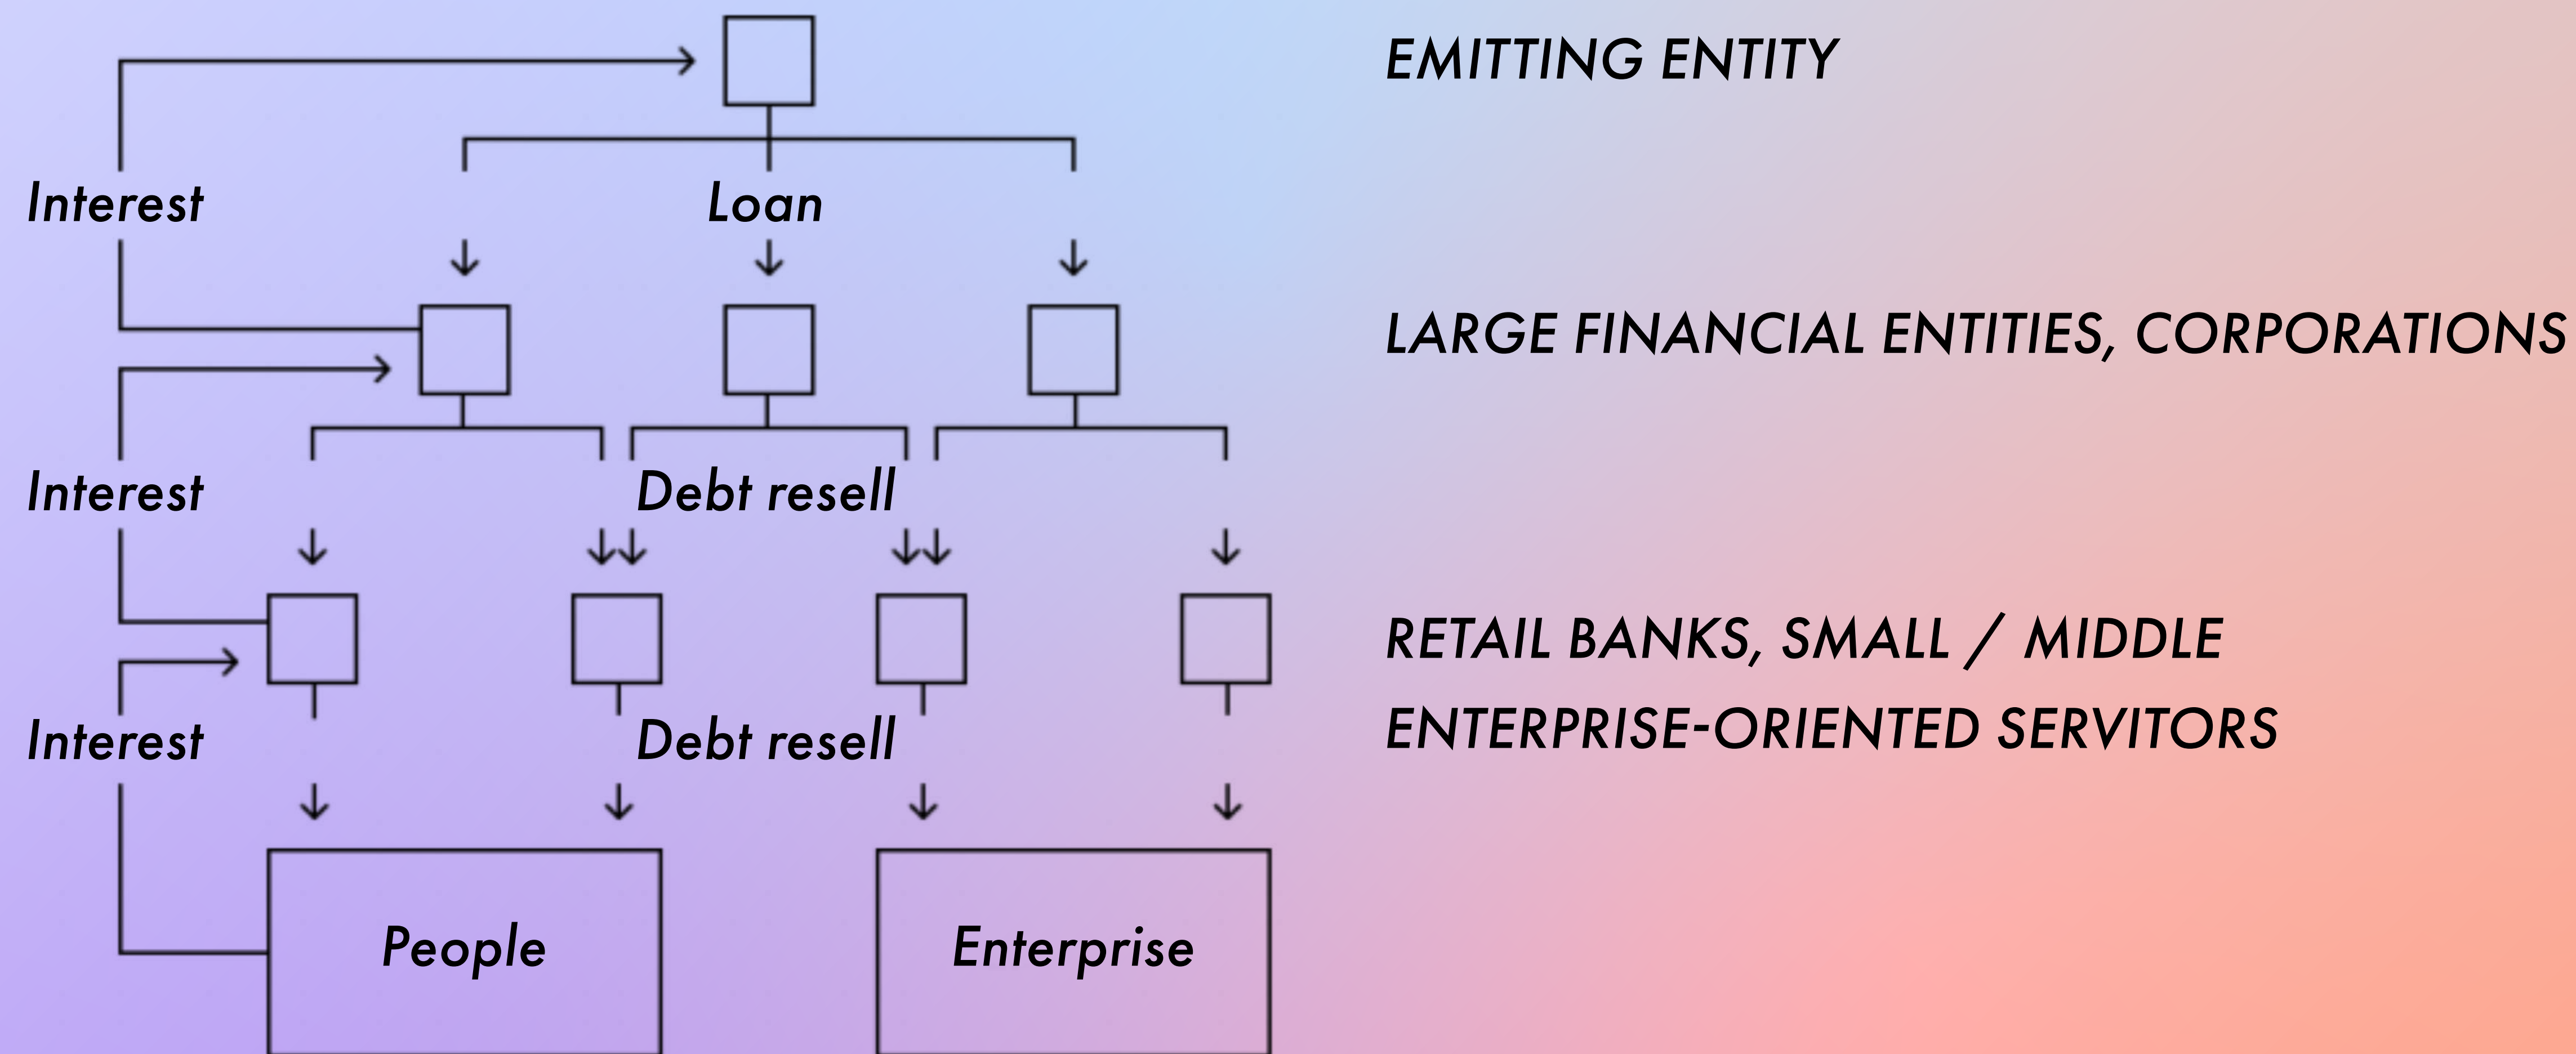 EMITTING ENTITY
Interest
Loan
LARGE FINANCIAL ENTITIES, CORPORATIONS
Interest
Debt resell
RETAIL BANKS, SMALL / MIDDLE
ENTERPRISE-ORIENTED SERVITORS
Interest
Debt resell
People
Enterprise